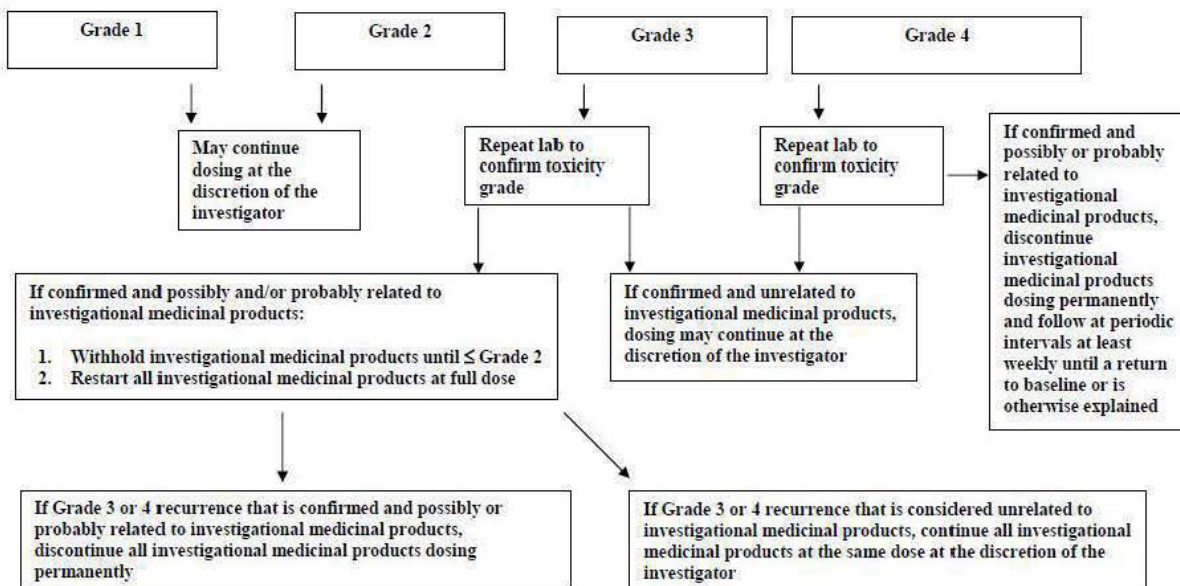 Grade 1
Grade 2
Grade 3
Grade 4
May continue
dosing at the
discretion of the
investigator
Repeat lab to
confirm toxicity
grade
Repeat lab to
confirm toxicity
grade
If confirmed and
possibly or probably
related to
investigational
medicinal products,
discontinue
investigational
medicinal products
dosing permanently
and follow at periodic
intervals at least
weekly until a return
to baseline or is
otherwise explained
If confirmed and possibly and/or probably related to
investigational medicinal products:
1. Withhold investigational medicinal products until ≤ Grade 2
2. Restart all investigational medicinal products at full dose
If confirmed and unrelated to
investigational medicinal products,
dosing may continue at the
discretion of the investigator
If Grade 3 or 4 recurrence that is confirmed and possibly or
probably related to investigational medicinal products,
discontinue all investigational medicinal products dosing
permanently
If Grade 3 or 4 recurrence that is considered unrelated to
investigational medicinal products, continue all investigational
medicinal products at the same dose at the discretion of the
investigator